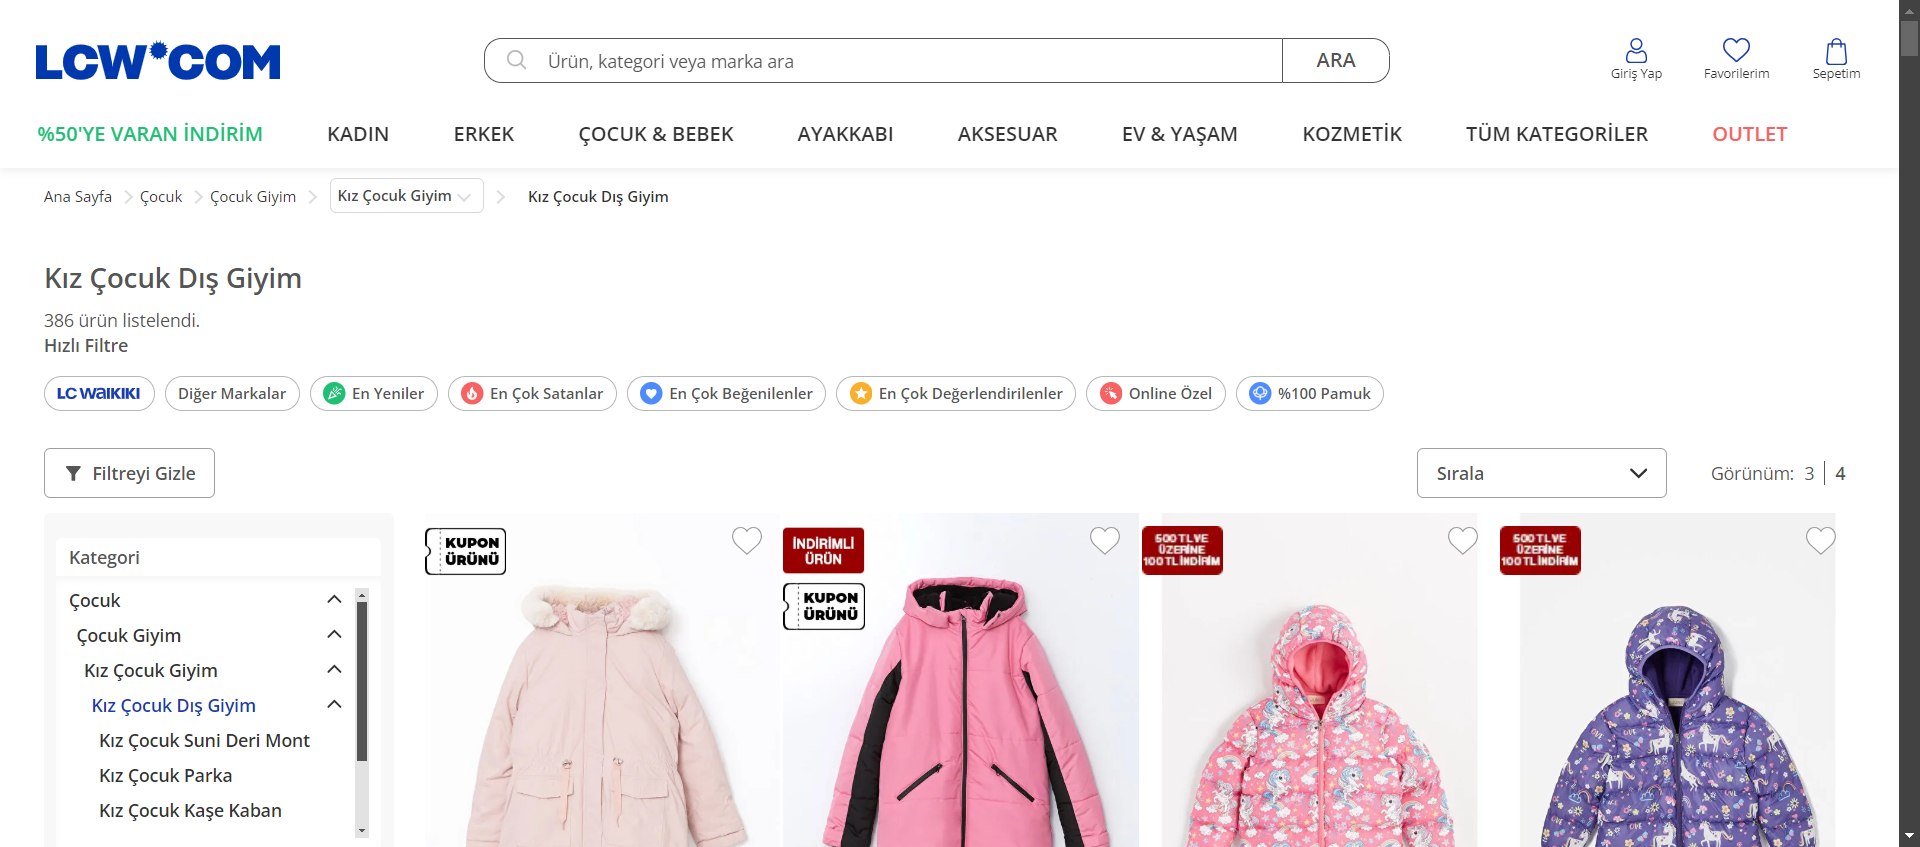 LCW COM
Ürün, kategori veya marka ara
ARA
Giriş Yap
Favorilerim
Sepetim
%50'YE VARAN İNDİRİM
KADIN
ERKEK
ÇOCUK & BEBEK
AYAKKABI
AKSESUAR
EV & YAŞAM
KOZMETİK
TÜM KATEGORİLER
OUTLET
Ana Sayfa
Çocuk
Çocuk Giyim
Kız Çocuk Giyim
Kız Çocuk Dış Giyim
Kız Çocuk Dış Giyim
386 ürün listelendi.
Hızlı Filtre
LC WAIKIKI
Diğer Markalar
En Yeniler
En Çok Satanlar
En Çok Beğenilenler
En Çok Değerlendirilenler
Online Özel
%100 Pamuk
Filtreyi Gizle
Sırala
Görünüm: 3 | 4
Kategori
Çocuk
Çocuk Giyim
Kız Çocuk Giyim
Kız Çocuk Dış Giyim
Kız Çocuk Suni Deri Mont
Kız Çocuk Parka
Kız Çocuk Kaşe Kaban
KUPON
ÜRÜNÜ
İNDİRİMLİ
ÜRÜN
KUPON
ÜRÜNÜ
500 TL VE
ÜZERİNE
100 TL İNDİRİM
500 TL VE
ÜZERİNE
100 TL İNDİRİM